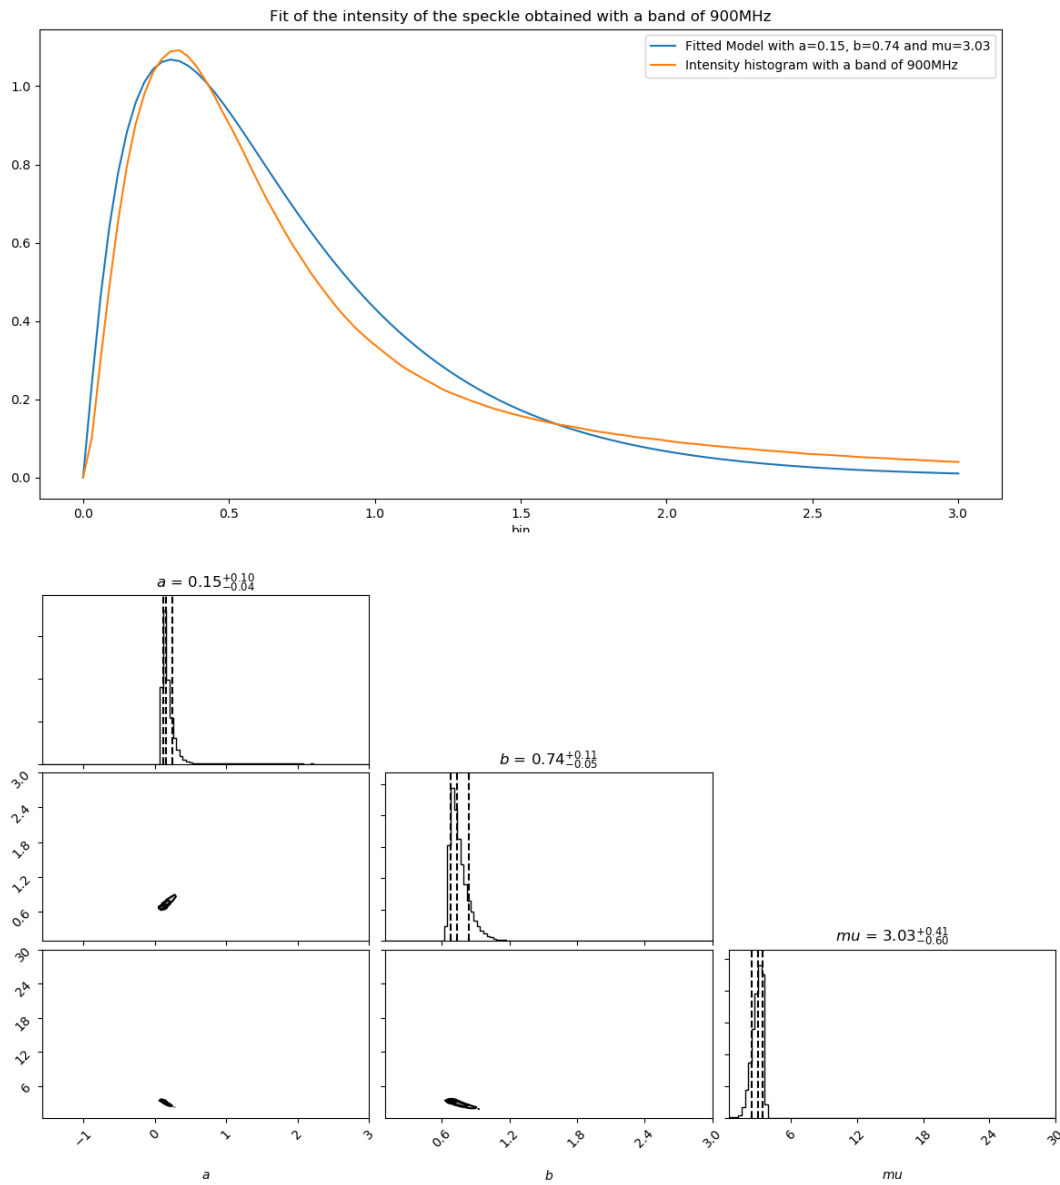 Fit of the intensity of the speckle obtained with a band of 900MHz
Fitted Model with a=0.15, b=0.74 and mu=3.03
Intensity histogram with a band of 900MHz
1.0
0.8
0.6
0.4
0.2
0.0
0.0 0.5 1.0 1.5 2.0 2.5 3.0
bin
a = 0.15 +0.10 −0.04
b = 0.74 +0.11 −0.05
3.0
2.4
1.8
1.2
0.6
mu = 3.03 +0.41 −0.60
30
24
18
12
6
-1 0 1 2 3
0.6 1.2 1.8 2.4 3.0
6 12 18 24 30
a b mu